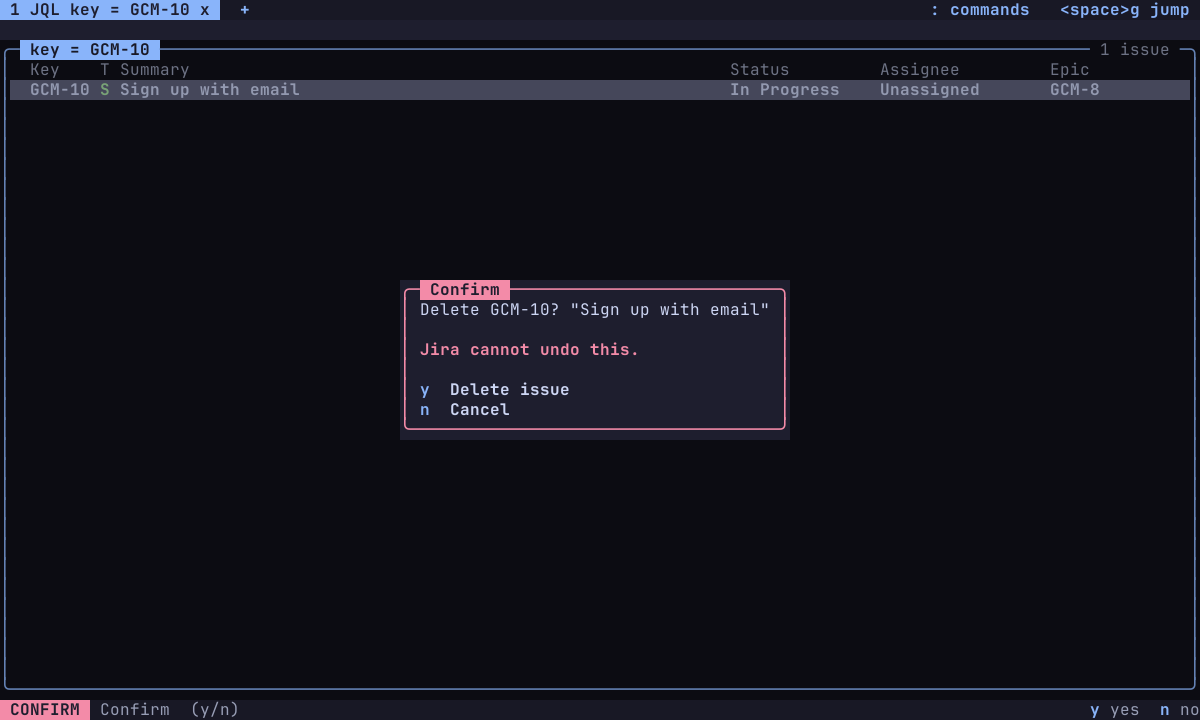 1 JQL key = GCM-10 x  +  : commands  <space>g jump
key = GCM-10  1 issue
Key  T Summary  Status  Assignee  Epic
GCM-10 S Sign up with email  In Progress  Unassigned  GCM-8
Confirm
Delete GCM-10? "Sign up with email"
Jira cannot undo this.
y  Delete issue
n  Cancel
CONFIRM Confirm  (y/n)  y yes  n no